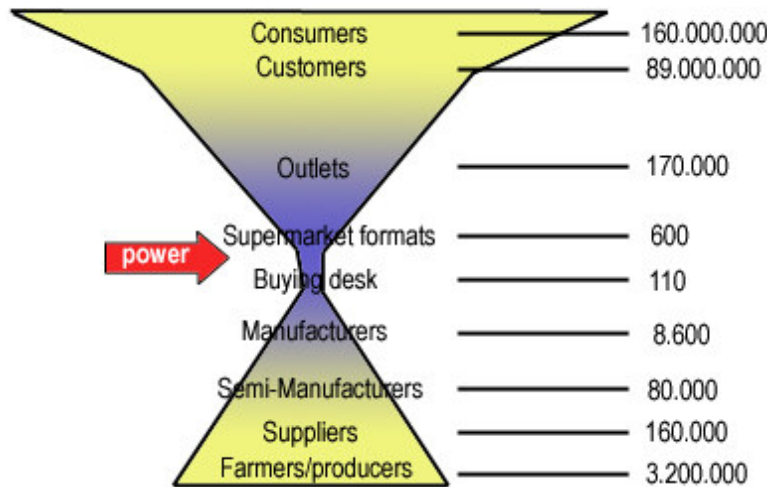 Consumers 160.000.000
Customers 89.000.000
Outlets 170.000
Supermarket formats 600
power
Buying desk 110
Manufacturers 8.600
Semi-Manufacturers 80.000
Suppliers 160.000
Farmers/producers 3.200.000